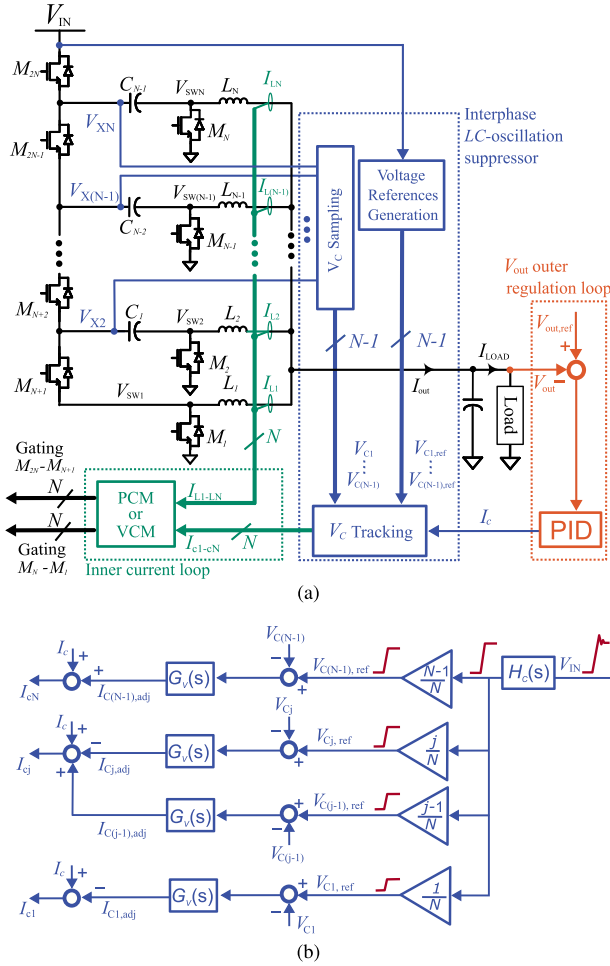 V_IN
M_2N
C_N-1
V_SWN
L_N
I_LN
M_N
V_XN
M_2N-1
Interphase
LC-oscillation
suppressor
V_X(N-1)
V_SW(N-1)
L_N-1
I_L(N-1)
C_N-2
M_N-1
V_C Sampling
Voltage
References
Generation
M_N+2
V_X2
C_1
V_SW2
L_2
I_L2
M_2
V_out outer
regulation loop
V_out,ref
+
−
V_out
N-1
N-1
I_LOAD
I_out
Load
M_N+1
V_SW1
L_1
I_L1
M_1
N
Gating
M_2N-M_N+1
N
N
Gating
M_N -M_1
PCM
or
VCM
I_L1-LN
I_c1-cN
N
Inner current loop
V_C1
V_C(N-1)
V_C1,ref
V_C(N-1),ref
V_C Tracking
I_c
PID
(a)
I_c
+
+
I_cN
I_C(N-1),adj
G_v(s)
V_C(N-1)
−
+
V_C(N-1), ref
N-1
N
H_c(s)
V_IN
I_c
+
−
+
I_cj
I_Cj,adj
G_v(s)
V_Cj
−
+
V_Cj, ref
j
N
I_C(j-1),adj
G_v(s)
+
−
V_C(j-1)
V_C(j-1), ref
j-1
N
I_c
+
−
I_c1
I_C1,adj
G_v(s)
+
−
V_C1
V_C1, ref
1
N
(b)